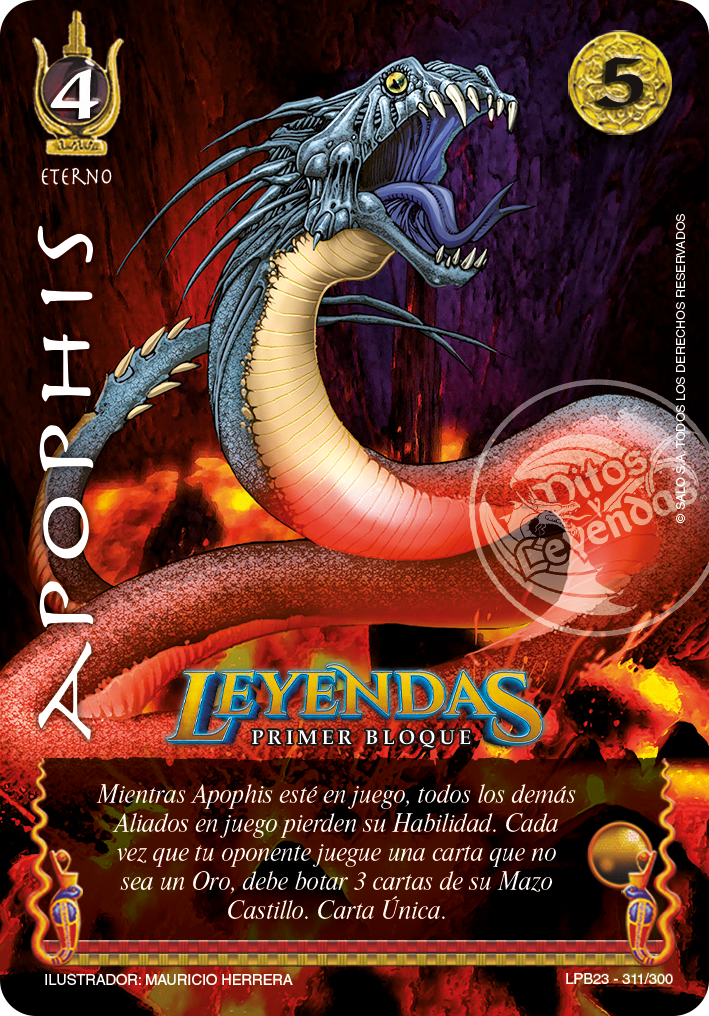 4
5
ETERNO
APOPHIS
© SALO S.A. TODOS LOS DERECHOS RESERVADOS
Mitos
y
Leyendas
LEYENDAS
PRIMER BLOQUE
Mientras Apophis esté en juego, todos los demás
Aliados en juego pierden su Habilidad. Cada
vez que tu oponente juegue una carta que no
sea un Oro, debe botar 3 cartas de su Mazo
Castillo. Carta Única.
ILUSTRADOR: MAURICIO HERRERA
LPB23 - 311/300